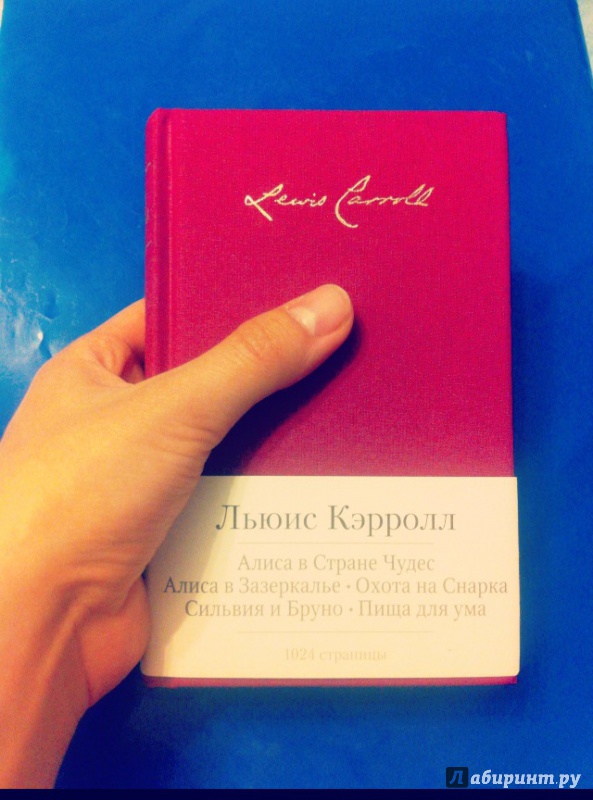 Lewis Carroll
Льюис Кэрролл
Алиса в Стране Чудес
Алиса в Зазеркалье • Охота на Снарка
Сильвия и Бруно • Пища для ума
1024 страницы
Лабиринт.ру